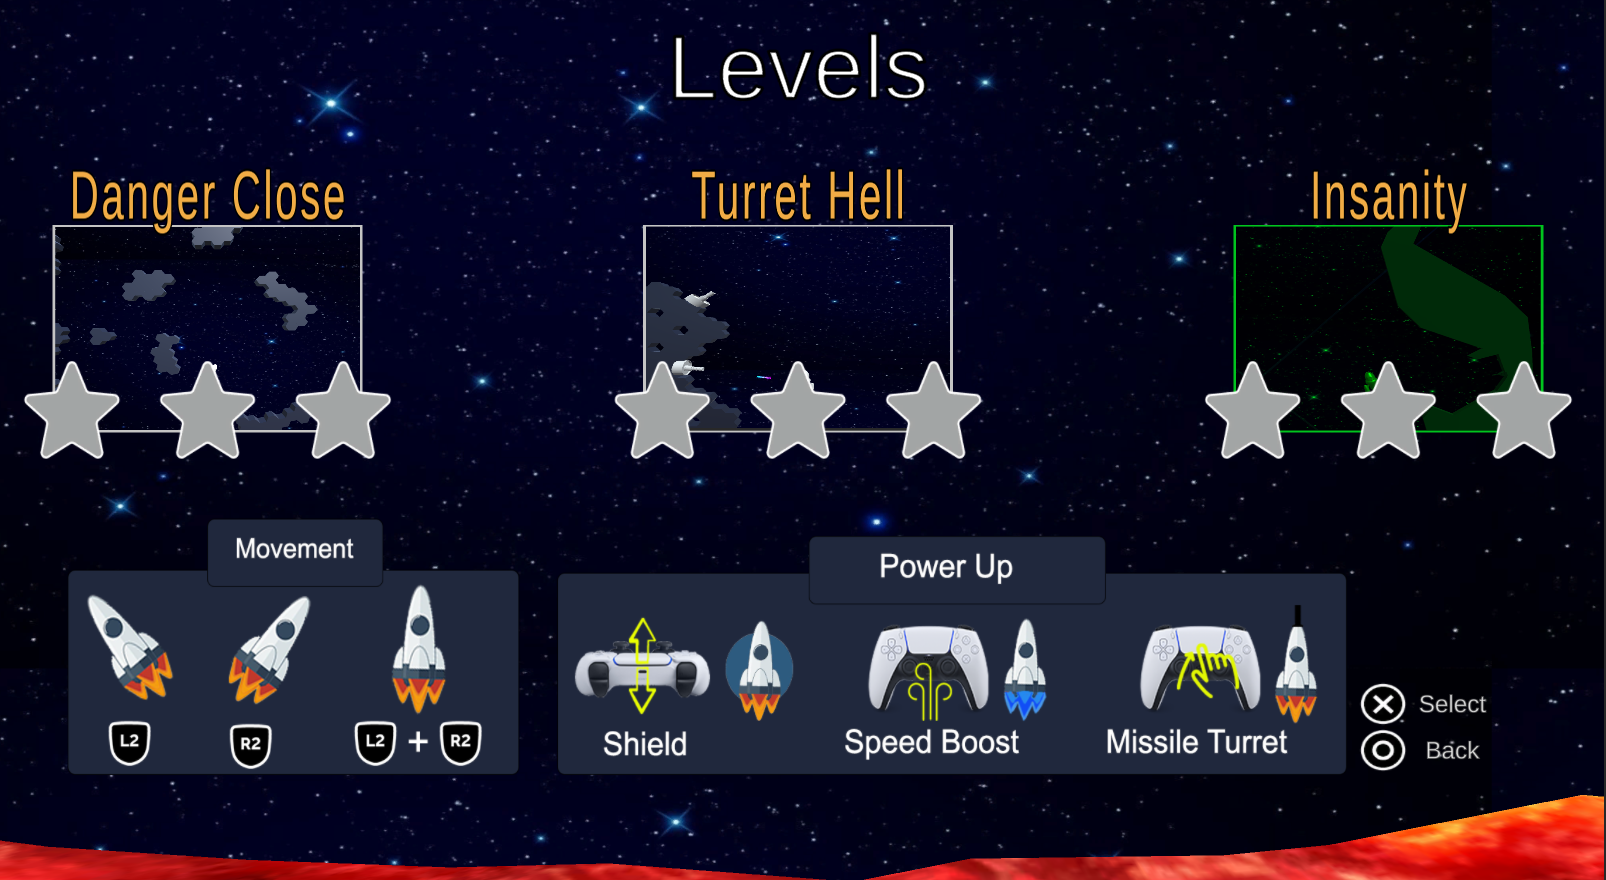 Levels
Danger Close
Turret Hell
Insanity
Movement
L2
R2
L2 + R2
Power Up
Shield
Speed Boost
Missile Turret
Select
Back